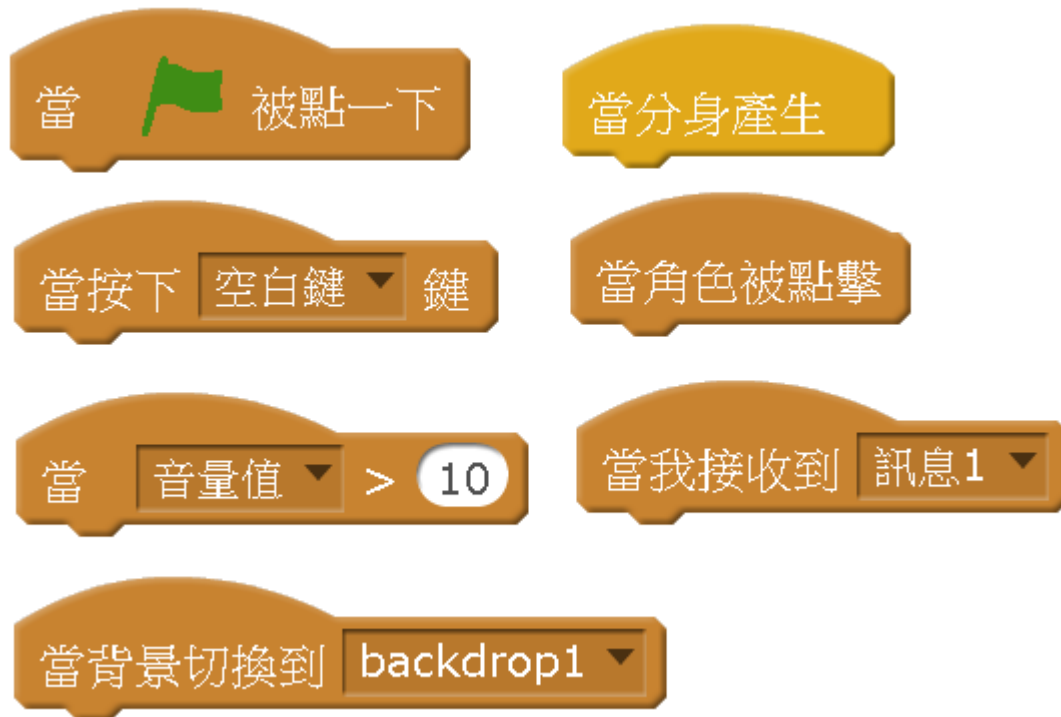 當 被點一下
當分身產生
當按下 空白鍵 鍵
當角色被點擊
當 音量值 > 10
當我接收到 訊息1
當背景切換到 backdrop1